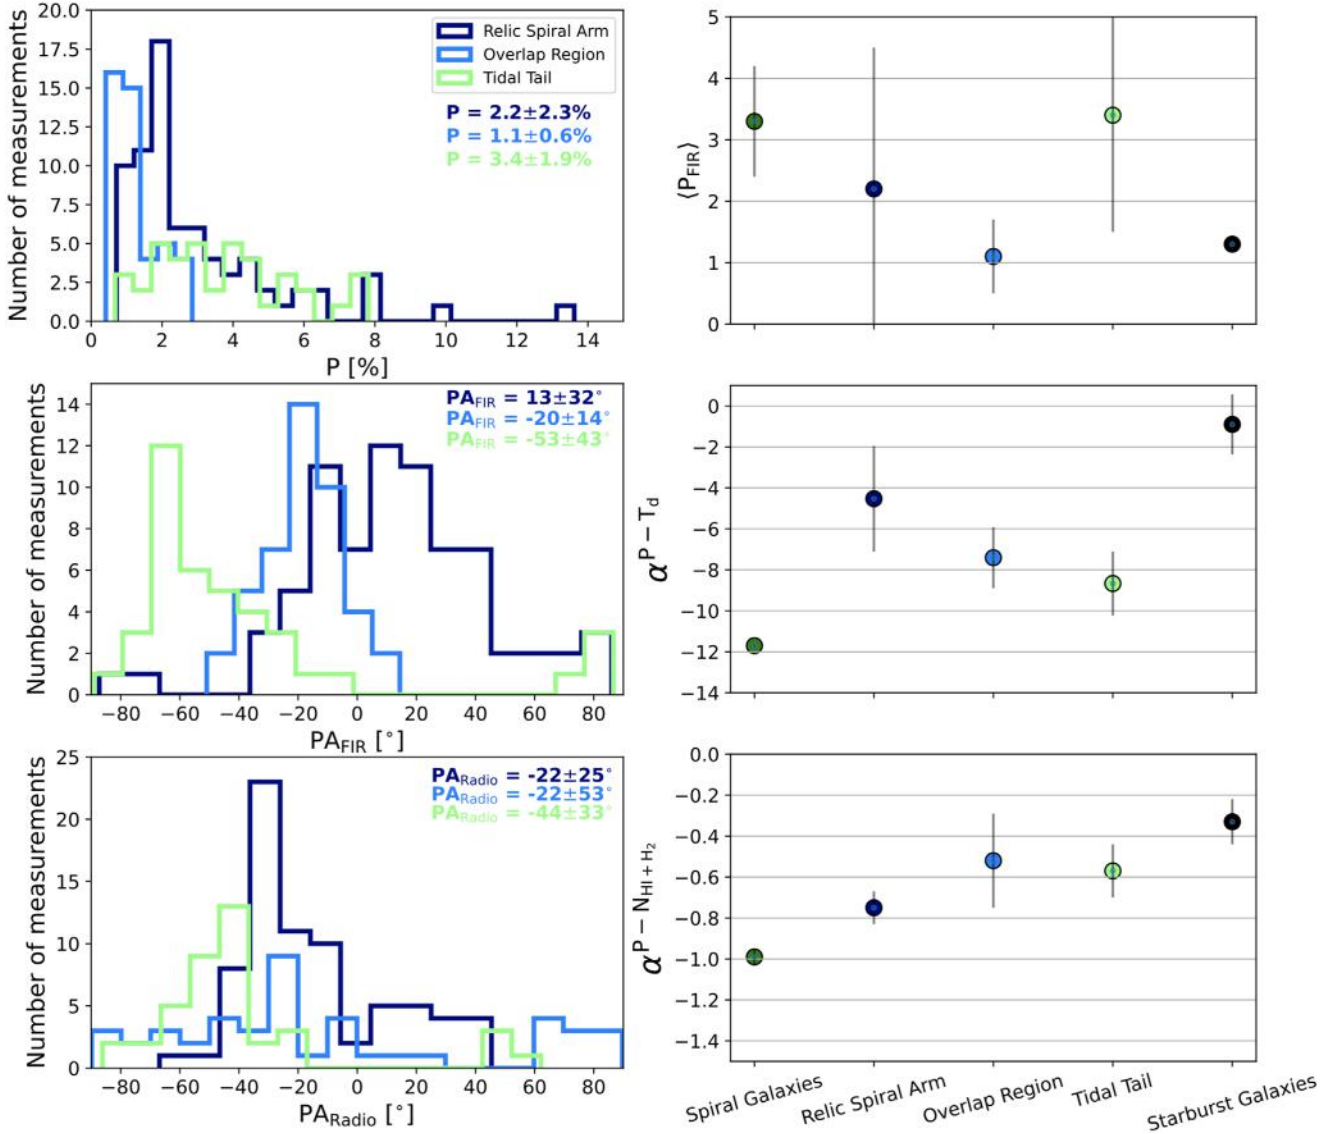 Number of measurements
20.0
17.5
15.0
12.5
10.0
7.5
5.0
2.5
0.0
Relic Spiral Arm
Overlap Region
Tidal Tail
P = 2.2±2.3%
P = 1.1±0.6%
P = 3.4±1.9%
0 2 4 6 8 10 12 14
P [%]
⟨P_FIR⟩
5
4
3
2
1
0
Number of measurements
14
12
10
8
6
4
2
0
PA_FIR = 13±32°
PA_FIR = -20±14°
PA_FIR = -53±43°
−80 −60 −40 −20 0 20 40 60 80
PA_FIR [°]
α^P − T_d
0
−2
−4
−6
−8
−10
−12
−14
Number of measurements
25
20
15
10
5
0
PA_Radio = -22±25°
PA_Radio = -22±53°
PA_Radio = -44±33°
−80 −60 −40 −20 0 20 40 60 80
PA_Radio [°]
α^P − N_HI + H_2
0.0
−0.2
−0.4
−0.6
−0.8
−1.0
−1.2
−1.4
Spiral Galaxies
Relic Spiral Arm
Overlap Region
Tidal Tail
Starburst Galaxies